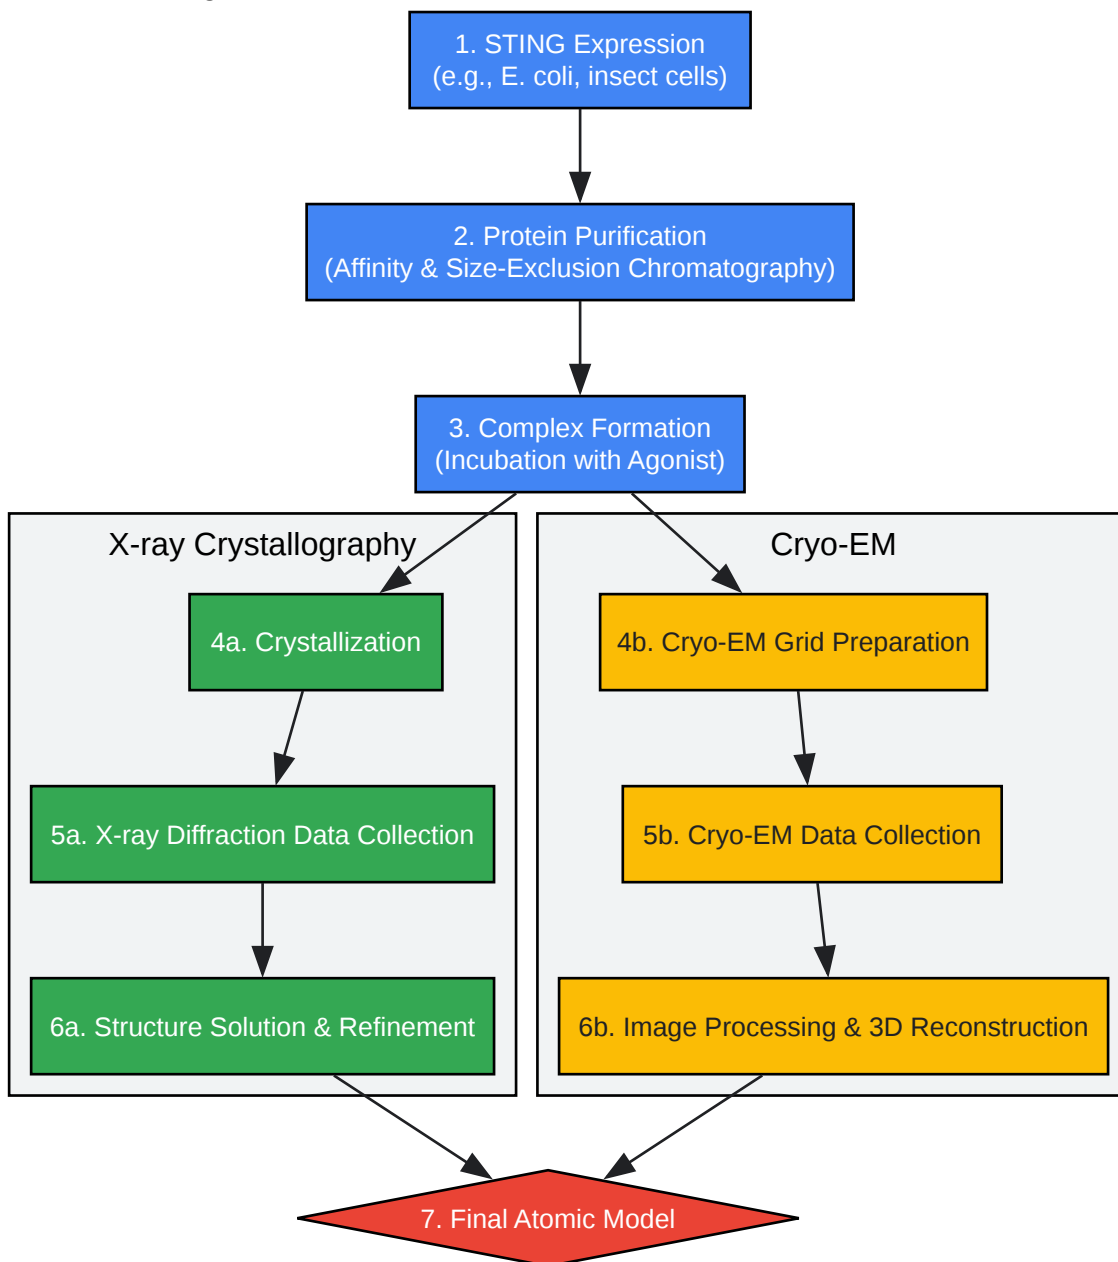 1. STING Expression
(e.g., E. coli, insect cells)
2. Protein Purification
(Affinity & Size-Exclusion Chromatography)
3. Complex Formation
(Incubation with Agonist)
X-ray Crystallography
Cryo-EM
4a. Crystallization
4b. Cryo-EM Grid Preparation
5a. X-ray Diffraction Data Collection
5b. Cryo-EM Data Collection
6a. Structure Solution & Refinement
6b. Image Processing & 3D Reconstruction
7. Final Atomic Model